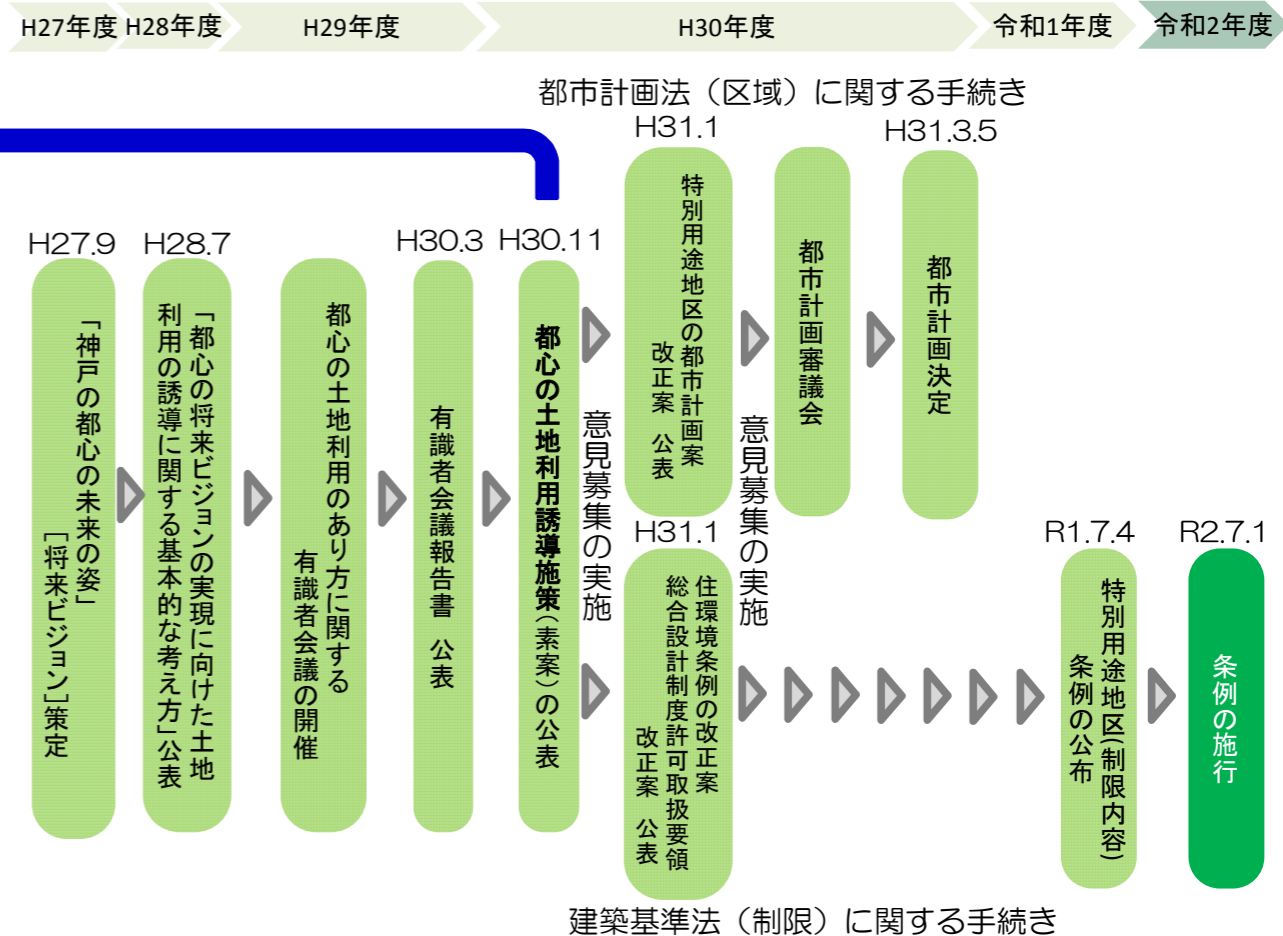 H27年度
H28年度
H29年度
H30年度
令和1年度
令和2年度
都市計画法（区域）に関する手続き
H27.9
「神戸の都心の未来の姿」
［将来ビジョン］策定
H28.7
「都心の将来ビジョンの実現に向けた土地
利用の誘導に関する基本的な考え方」公表
都心の土地利用のあり方に関する
有識者会議の開催
H30.3
有識者会議報告書 公表
H30.11
都心の土地利用誘導施策（素案）の公表
意見募集の実施
H31.1
特別用途地区の都市計画案
改正案 公表
意見募集の実施
都市計画審議会
H31.3.5
都市計画決定
H31.1
住環境条例の改正案
総合設計制度許可取扱要領
改正案 公表
R1.7.4
特別用途地区（制限内容）
条例の公布
R2.7.1
条例の施行
建築基準法（制限）に関する手続き